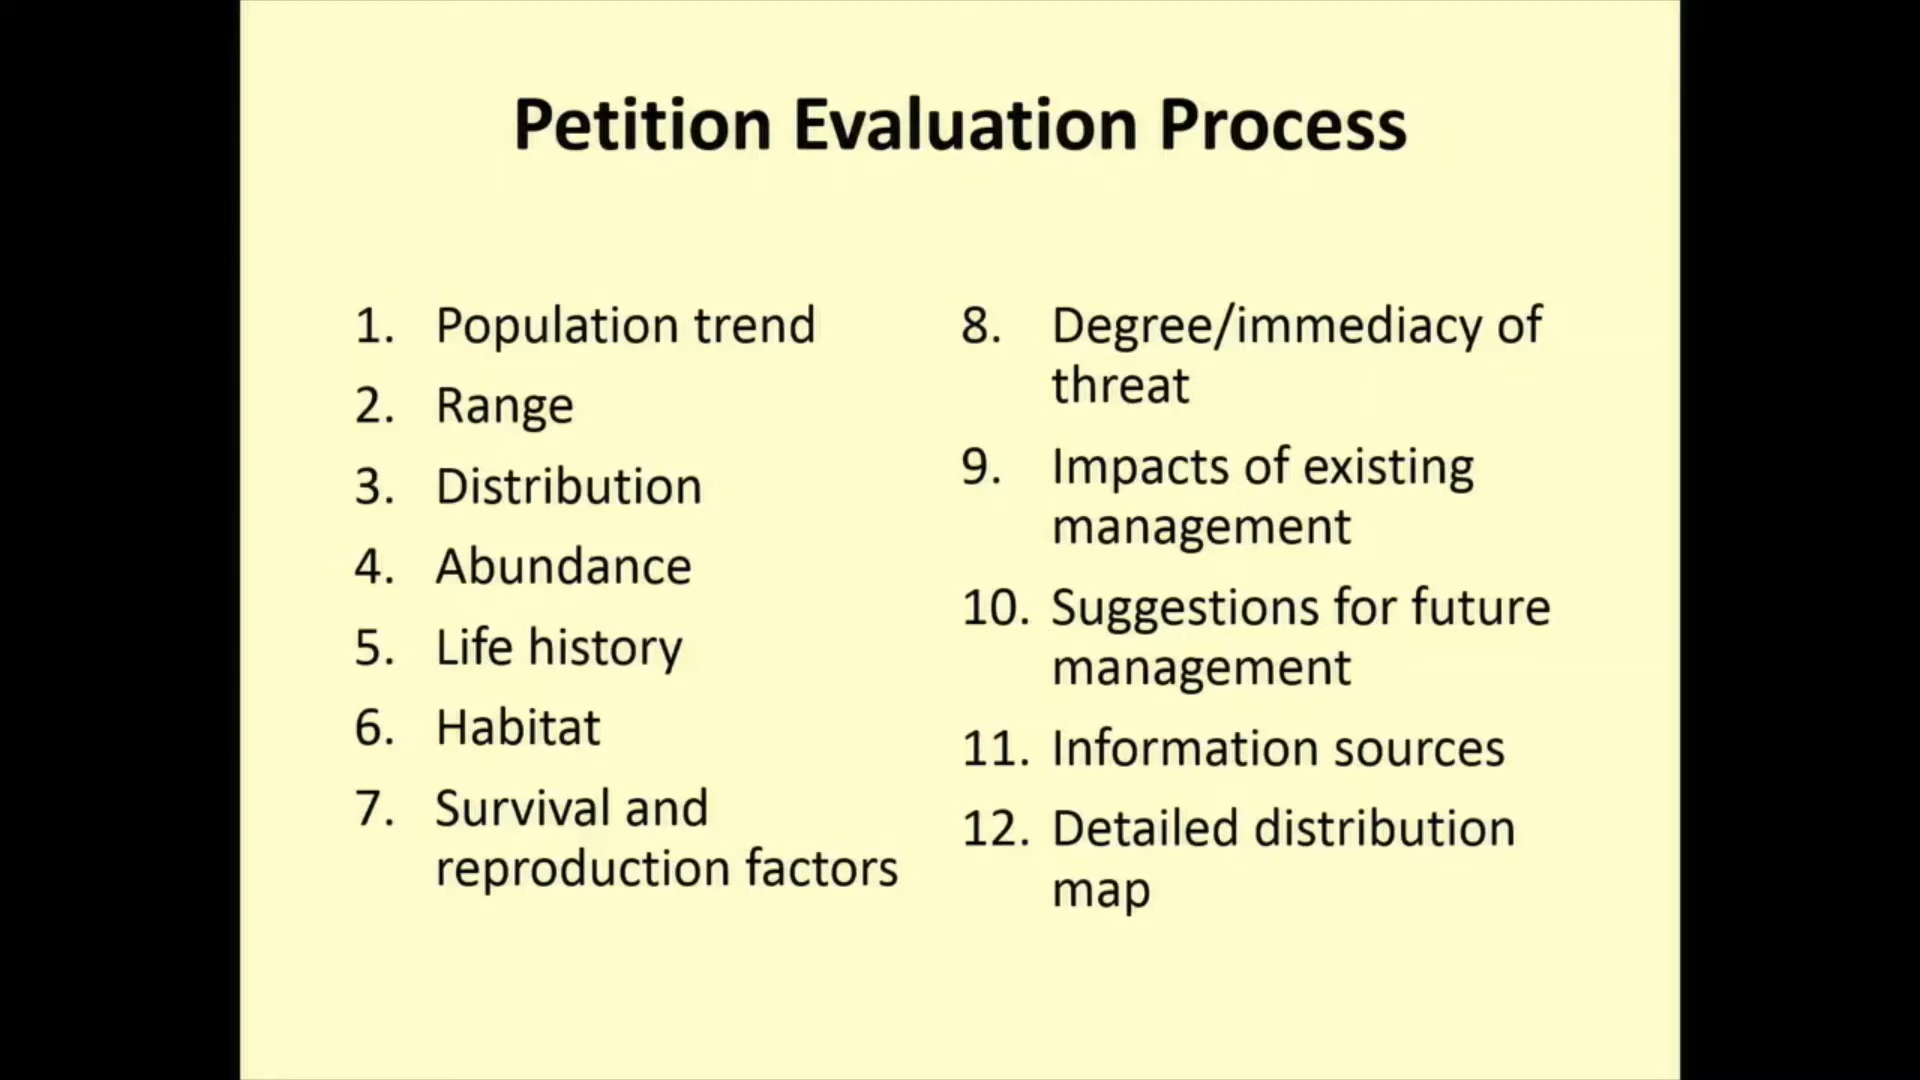 Petition Evaluation Process
1. Population trend
2. Range
3. Distribution
4. Abundance
5. Life history
6. Habitat
7. Survival and
reproduction factors
8. Degree/immediacy of
threat
9. Impacts of existing
management
10. Suggestions for future
management
11. Information sources
12. Detailed distribution
map